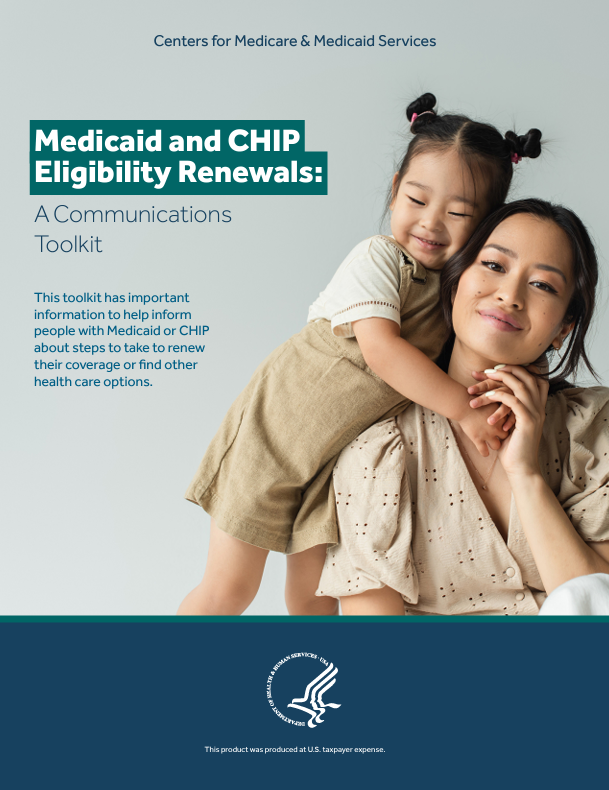 Centers for Medicare & Medicaid Services
Medicaid and CHIP
Eligibility Renewals:
A Communications
Toolkit
This toolkit has important
information to help inform
people with Medicaid or CHIP
about steps to take to renew
their coverage or find other
health care options.
DEPARTMENT OF HEALTH & HUMAN SERVICES · USA
This product was produced at U.S. taxpayer expense.